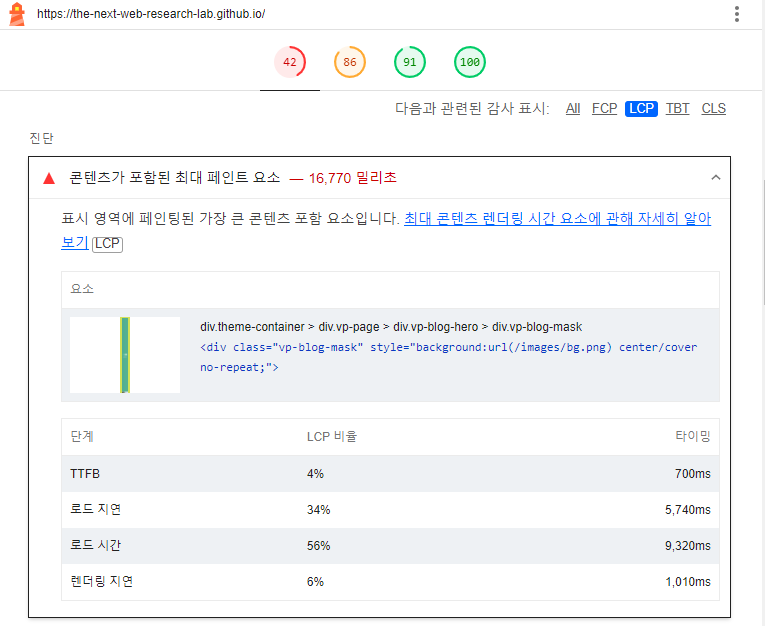 https://the-next-web-research-lab.github.io/
42 86 91 100
다음과 관련된 감사 표시: All FCP LCP TBT CLS
진단
콘텐츠가 포함된 최대 페인트 요소 — 16,770 밀리초
표시 영역에 페인팅된 가장 큰 콘텐츠 포함 요소입니다. 최대 콘텐츠 렌더링 시간 요소에 관해 자세히 알아
보기 LCP
요소
div.theme-container > div.vp-page > div.vp-blog-hero > div.vp-blog-mask
<div class="vp-blog-mask" style="background:url(/images/bg.png) center/cover
no-repeat;">
단계 LCP 비율 타이밍
TTFB 4% 700ms
로드 지연 34% 5,740ms
로드 시간 56% 9,320ms
렌더링 지연 6% 1,010ms